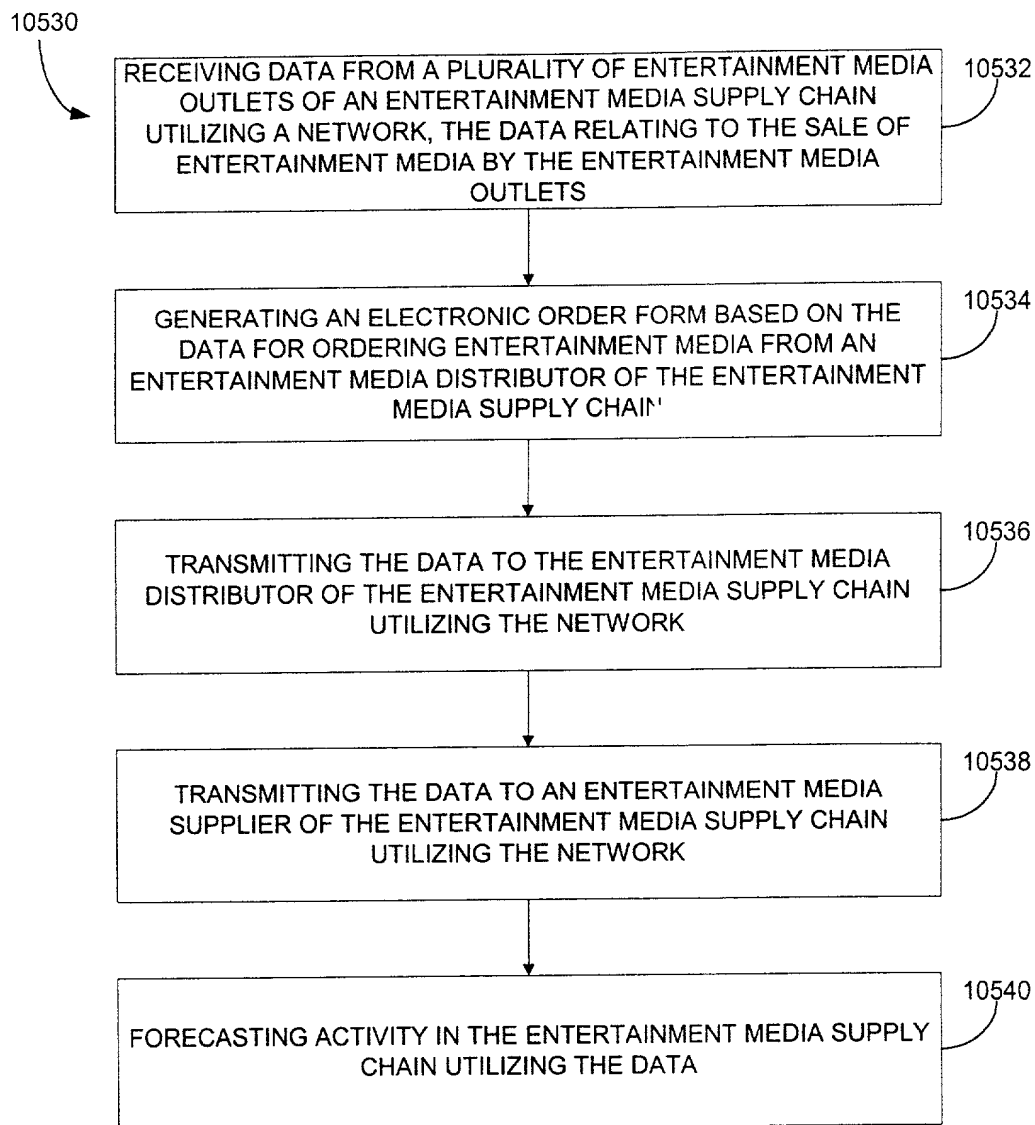 10530
RECEIVING DATA FROM A PLURALITY OF ENTERTAINMENT MEDIA
OUTLETS OF AN ENTERTAINMENT MEDIA SUPPLY CHAIN
UTILIZING A NETWORK, THE DATA RELATING TO THE SALE OF
ENTERTAINMENT MEDIA BY THE ENTERTAINMENT MEDIA
OUTLETS
10532
GENERATING AN ELECTRONIC ORDER FORM BASED ON THE
DATA FOR ORDERING ENTERTAINMENT MEDIA FROM AN
ENTERTAINMENT MEDIA DISTRIBUTOR OF THE ENTERTAINMENT
MEDIA SUPPLY CHAIN
10534
TRANSMITTING THE DATA TO THE ENTERTAINMENT MEDIA
DISTRIBUTOR OF THE ENTERTAINMENT MEDIA SUPPLY CHAIN
UTILIZING THE NETWORK
10536
TRANSMITTING THE DATA TO AN ENTERTAINMENT MEDIA
SUPPLIER OF THE ENTERTAINMENT MEDIA SUPPLY CHAIN
UTILIZING THE NETWORK
10538
FORECASTING ACTIVITY IN THE ENTERTAINMENT MEDIA SUPPLY
CHAIN UTILIZING THE DATA
10540